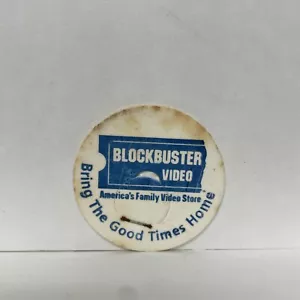 BLOCKBUSTER
VIDEO
America's Family Video Store
Bring The Good Times Home